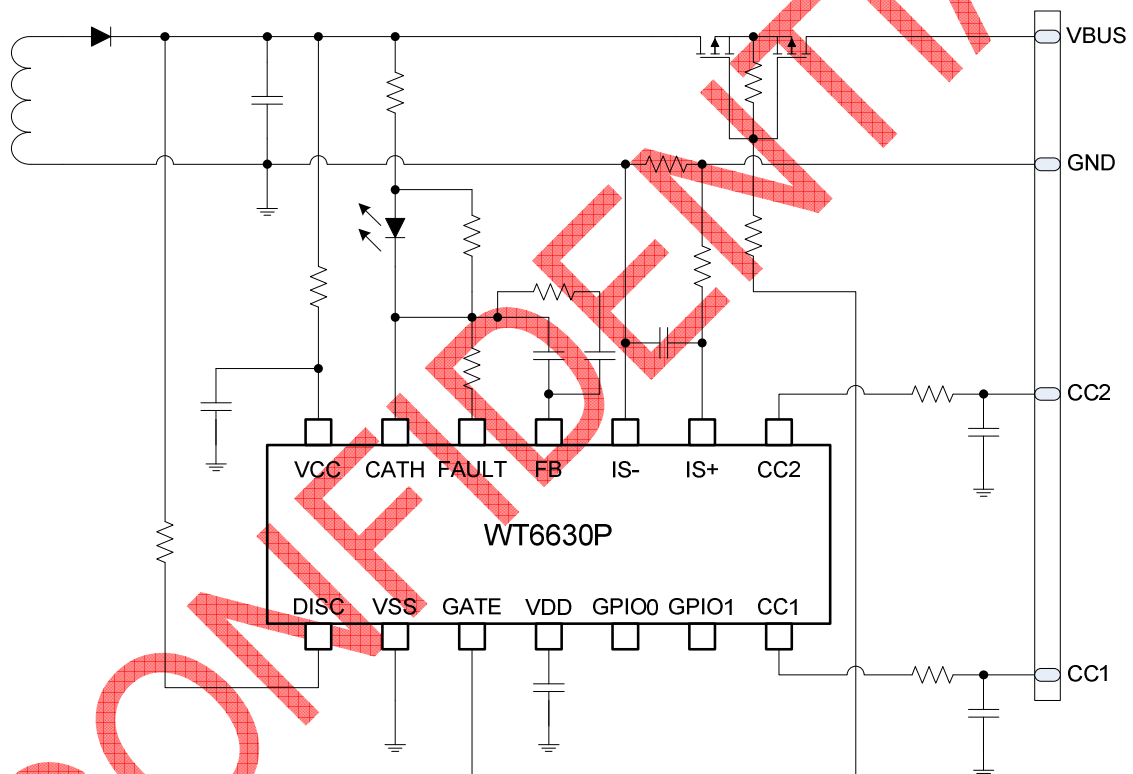 VBUS
GND
CC2
VCC CATH FAULT FB IS- IS+ CC2
WT6630P
DISC VSS GATE VDD GPIO0 GPIO1 CC1
CC1